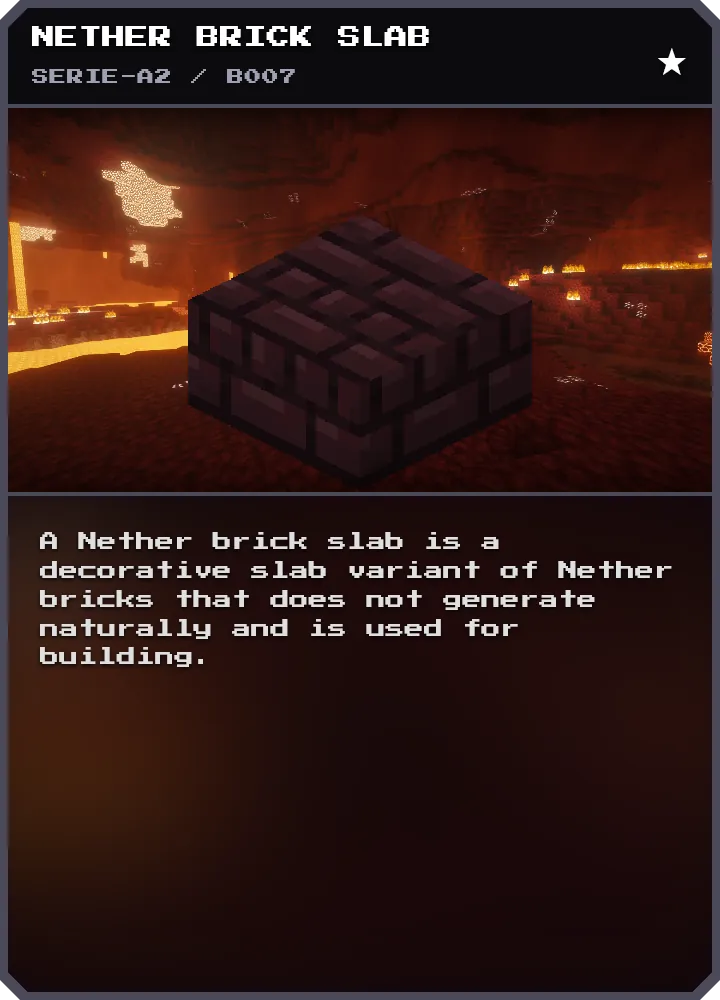 NETHER BRICK SLAB
SERIE-A2 / B007
A Nether brick slab is a
decorative slab variant of Nether
bricks that does not generate
naturally and is used for
building.